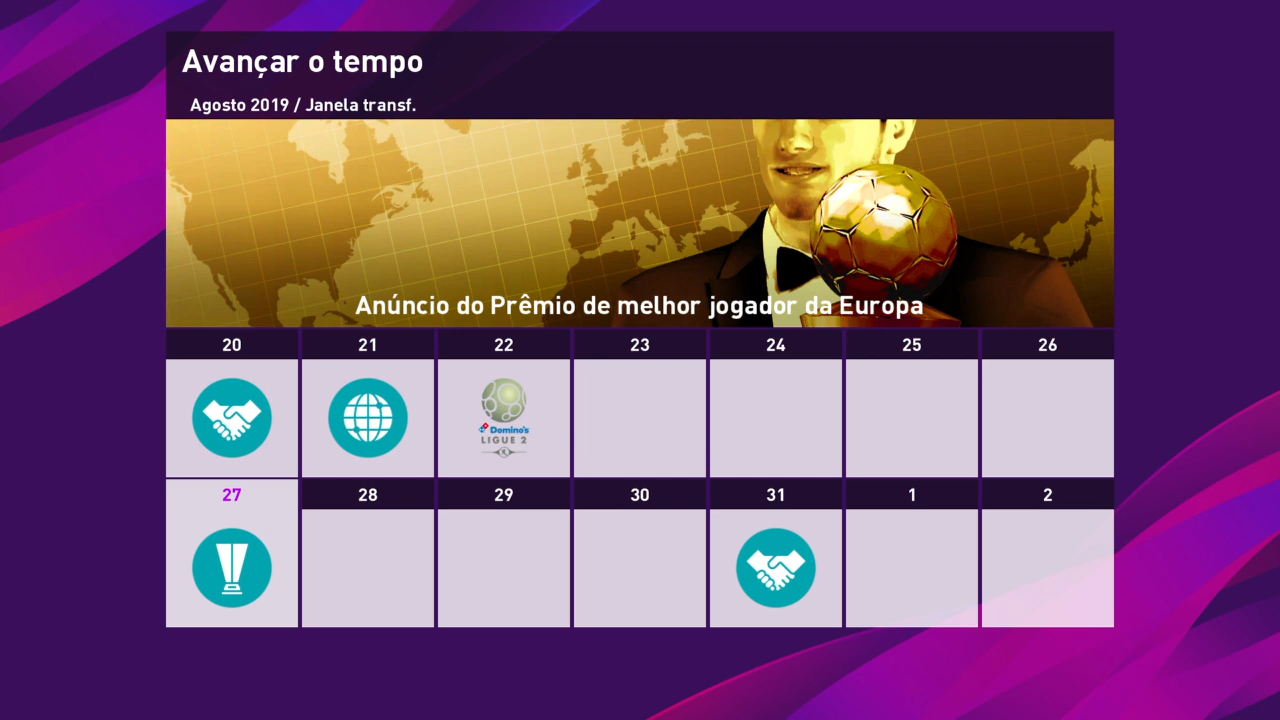 Avançar o tempo
Agosto 2019 / Janela transf.
Anúncio do Prêmio de melhor jogador da Europa
20 21 22 23 24 25 26
Domino's
LIGUE 2
27 28 29 30 31 1 2